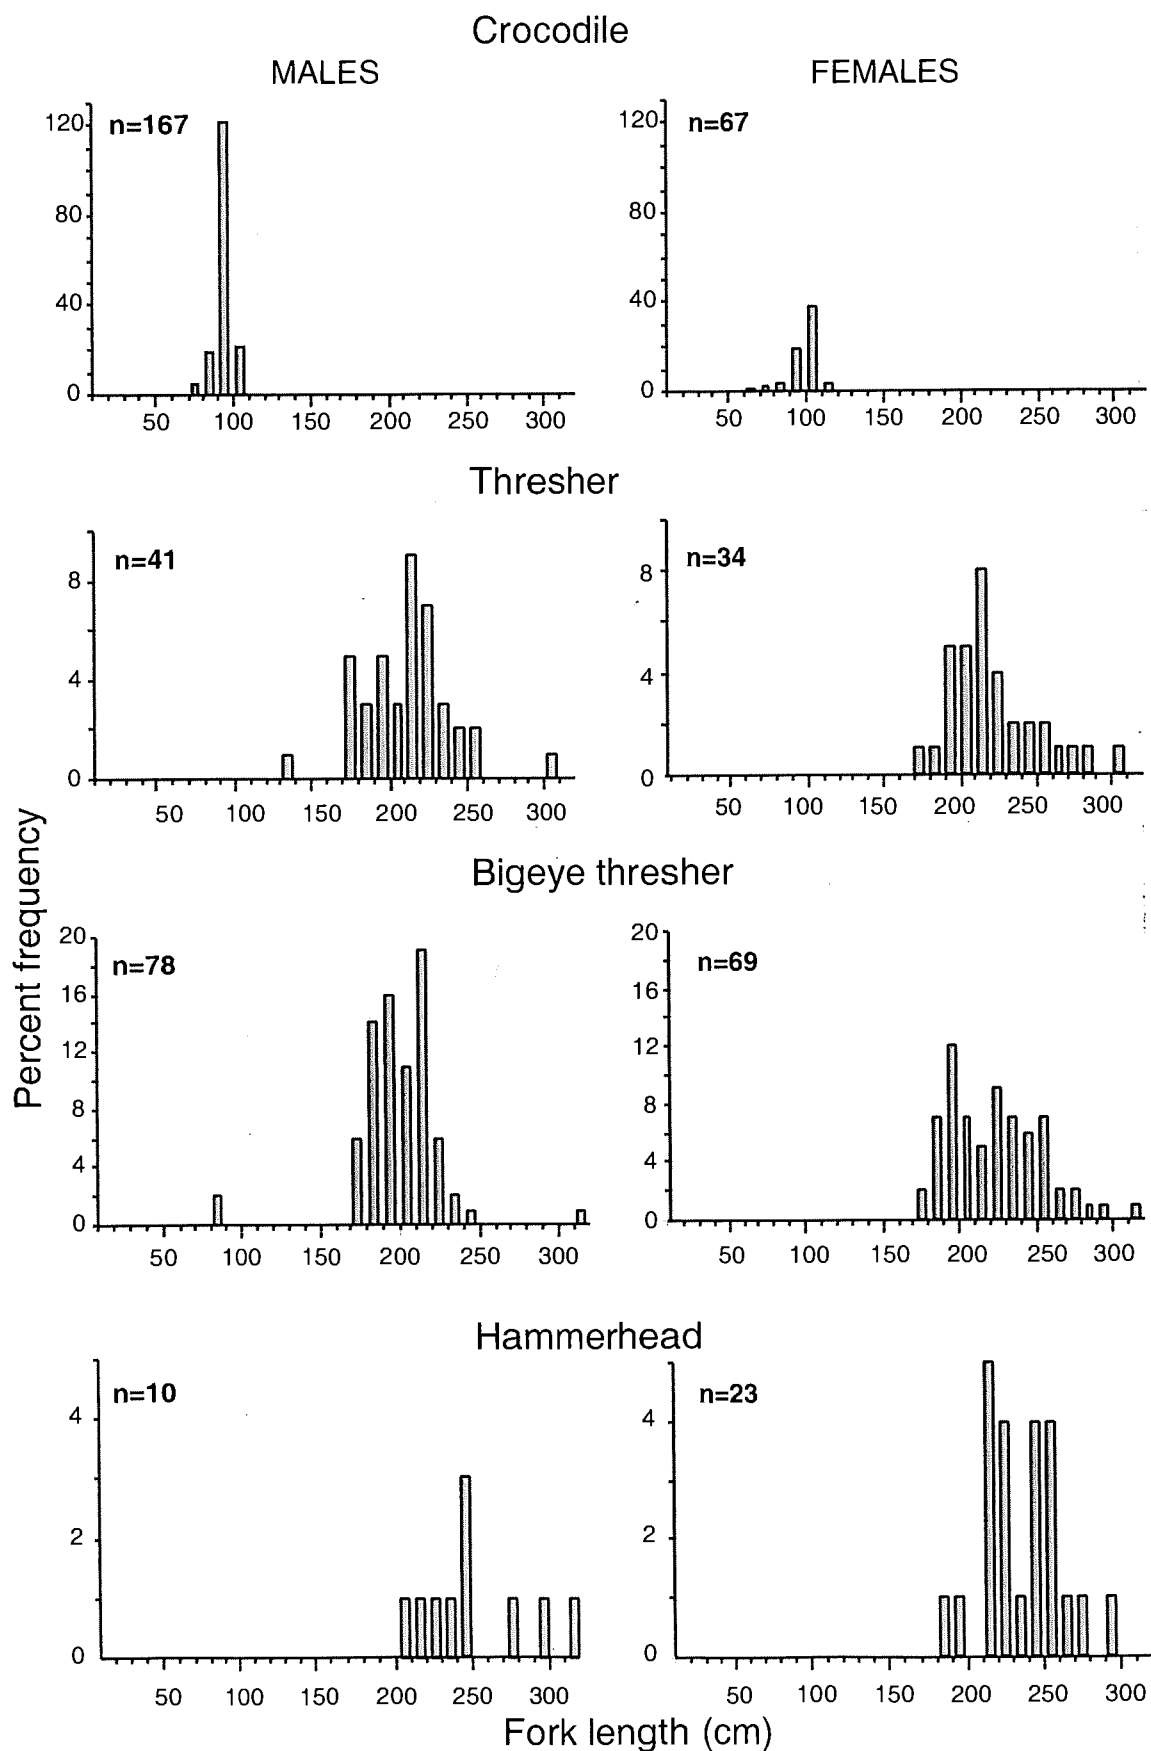 Crocodile
MALES FEMALES
n=167
120
80
40
0
50 100 150 200 250 300
n=67
120
80
40
0
50 100 150 200 250 300
Thresher
n=41
8
4
0
50 100 150 200 250 300
n=34
8
4
0
50 100 150 200 250 300
Bigeye thresher
n=78
20
16
12
8
4
0
50 100 150 200 250 300
n=69
20
16
12
8
4
0
50 100 150 200 250 300
Hammerhead
n=10
4
2
0
50 100 150 200 250 300
n=23
4
2
0
50 100 150 200 250 300
Percent frequency
Fork length (cm)